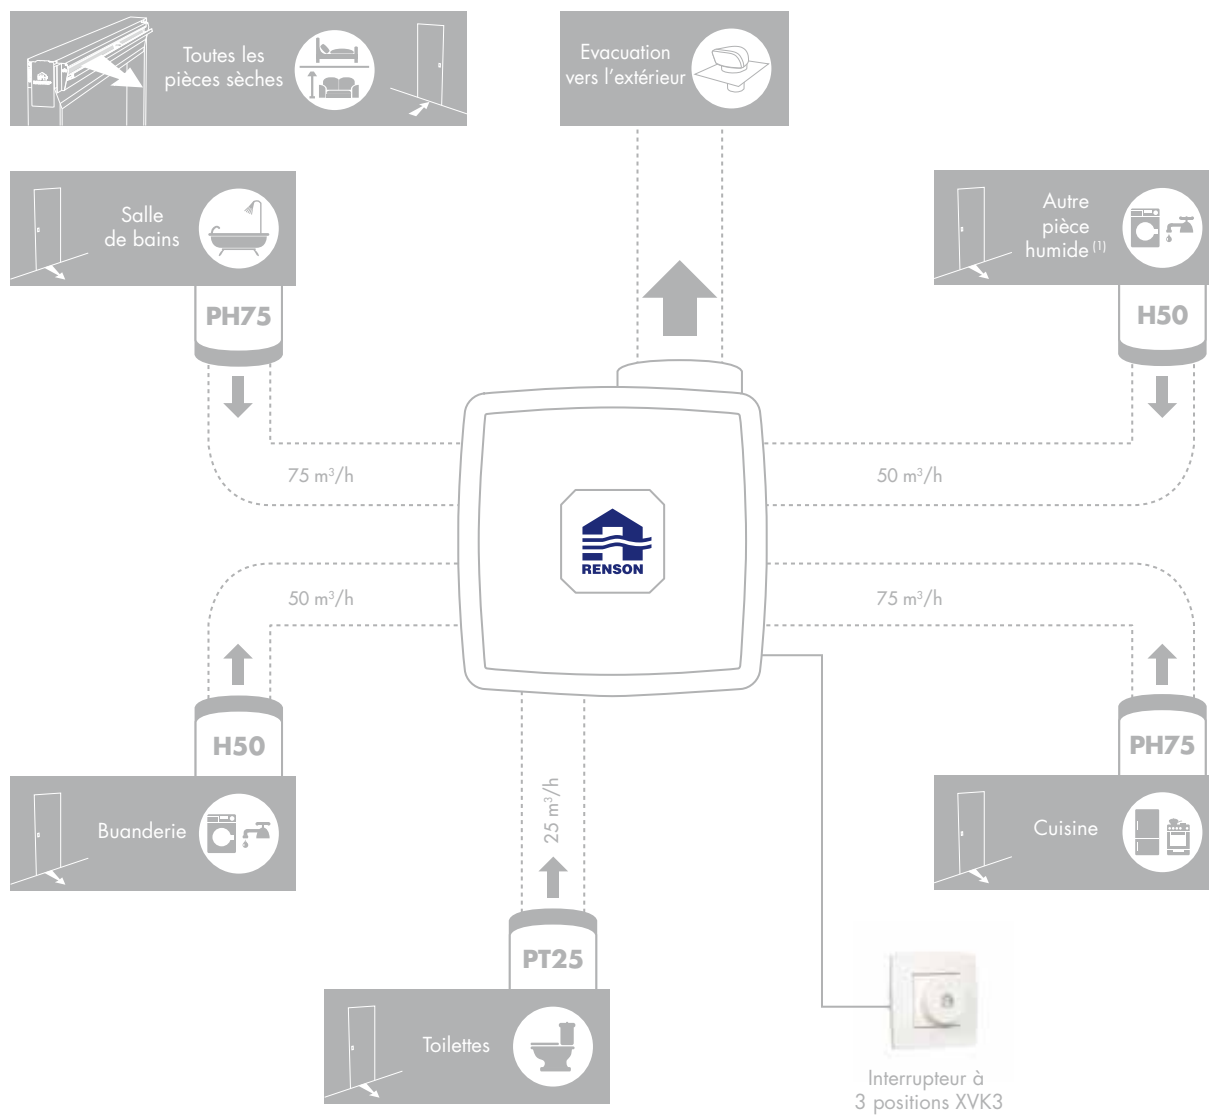 Toutes les
pièces sèches
Evacuation
vers l'extérieur
Salle
de bains
PH75
Autre
pièce
humide (1)
H50
75 m³/h
50 m³/h
RENSON
50 m³/h
75 m³/h
H50
Buanderie
PH75
Cuisine
25 m³/h
PT25
Toilettes
Interrupteur à
3 positions XVK3